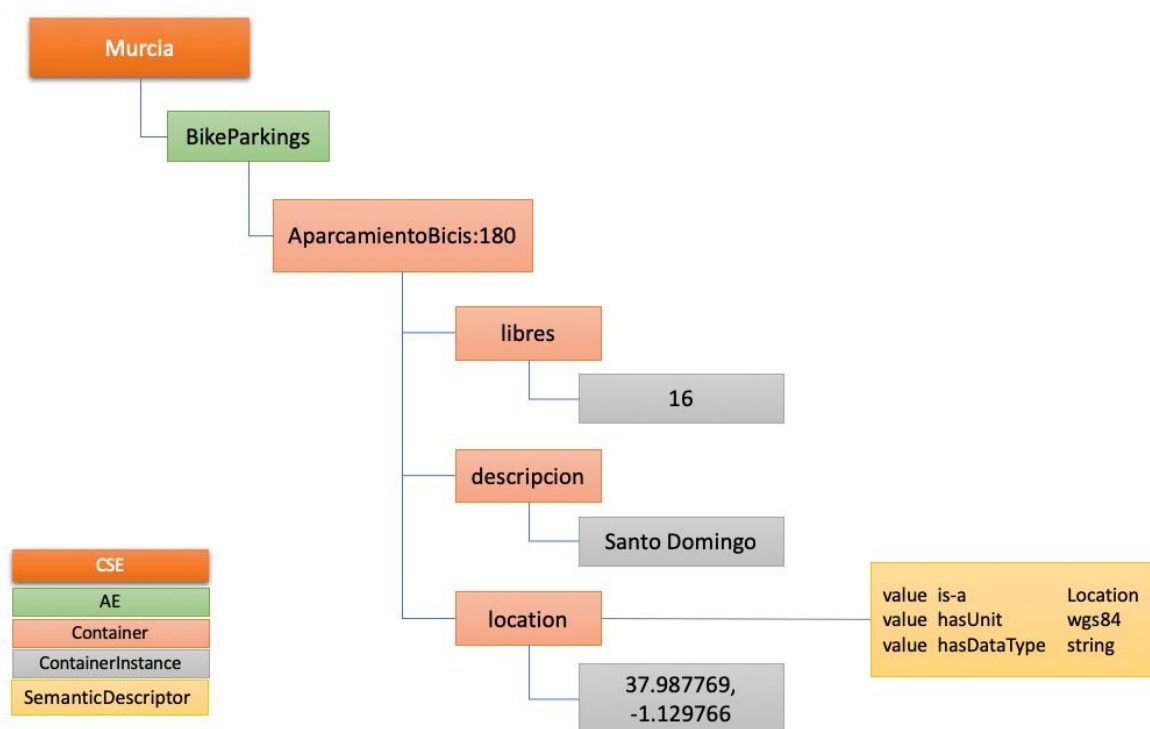 Murcia
BikeParkings
AparcamientoBicis:180
libres
16
descripcion
Santo Domingo
location
37.987769,
-1.129766
value is-a Location
value hasUnit wgs84
value hasDataType string
CSE
AE
Container
ContainerInstance
SemanticDescriptor